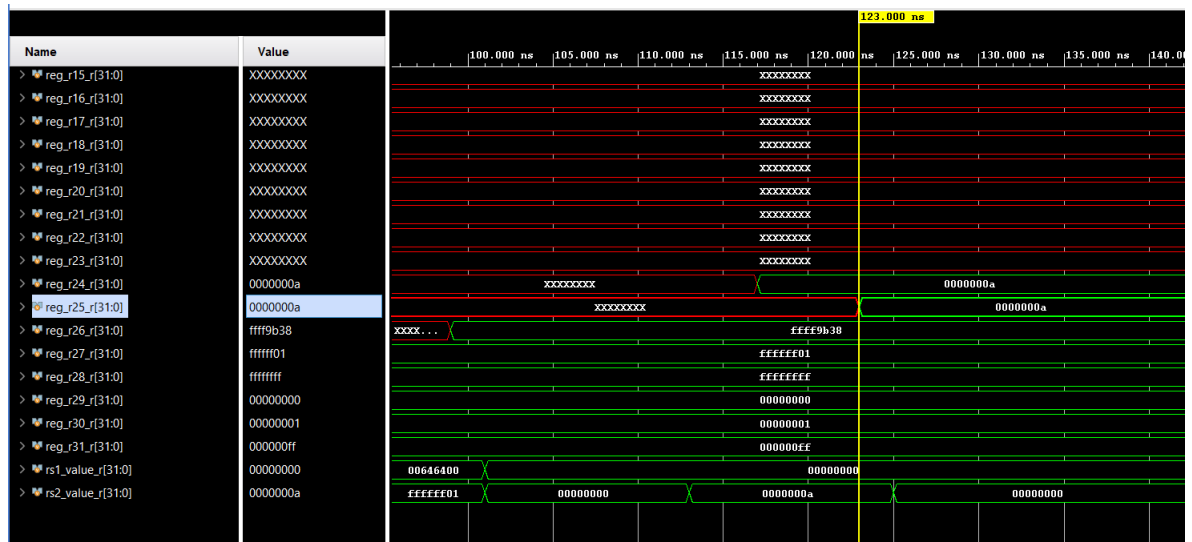 123.000 ns
Name Value 100.000 ns 105.000 ns 110.000 ns 115.000 ns 120.000 ns 125.000 ns 130.000 ns 135.000 ns 140.0
reg_r15_r[31:0] XXXXXXXX XXXXXXXX
reg_r16_r[31:0] XXXXXXXX XXXXXXXX
reg_r17_r[31:0] XXXXXXXX XXXXXXXX
reg_r18_r[31:0] XXXXXXXX XXXXXXXX
reg_r19_r[31:0] XXXXXXXX XXXXXXXX
reg_r20_r[31:0] XXXXXXXX XXXXXXXX
reg_r21_r[31:0] XXXXXXXX XXXXXXXX
reg_r22_r[31:0] XXXXXXXX XXXXXXXX
reg_r23_r[31:0] XXXXXXXX XXXXXXXX
reg_r24_r[31:0] 0000000a XXXXXXXX 0000000a
reg_r25_r[31:0] 0000000a XXXXXXXX 0000000a
reg_r26_r[31:0] ffff9b38 XXXX... ffff9b38
reg_r27_r[31:0] ffffff01 ffffff01
reg_r28_r[31:0] ffffffff ffffffff
reg_r29_r[31:0] 00000000 00000000
reg_r30_r[31:0] 00000001 00000001
reg_r31_r[31:0] 000000ff 000000ff
rs1_value_r[31:0] 00000000 00646400 00000000
rs2_value_r[31:0] 0000000a ffffff01 00000000 0000000a 00000000